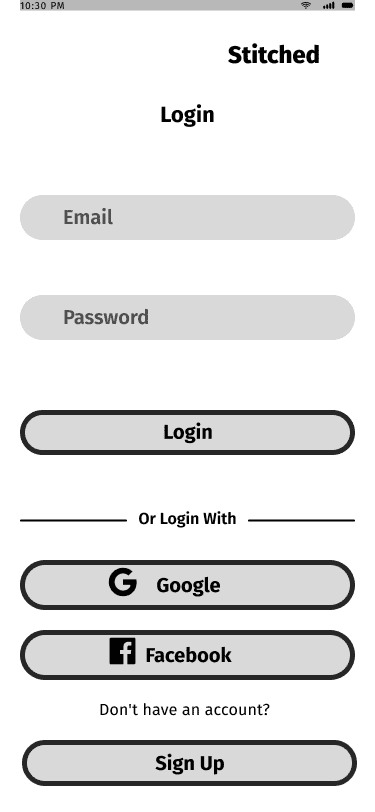 10:30 PM
Stitched
Login
Email
Password
Login
Or Login With
Google
Facebook
Don't have an account?
Sign Up